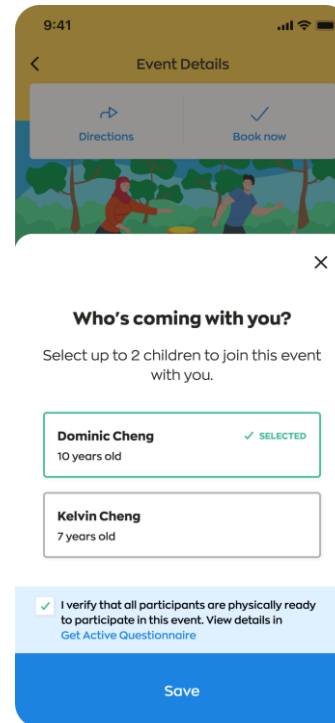 9:41
Event Details
Directions
Book now
Who's coming with you?
Select up to 2 children to join this event
with you.
Dominic Cheng
✓ SELECTED
10 years old
Kelvin Cheng
7 years old
I verify that all participants are physically ready
to participate in this event. View details in
Get Active Questionnaire
Save